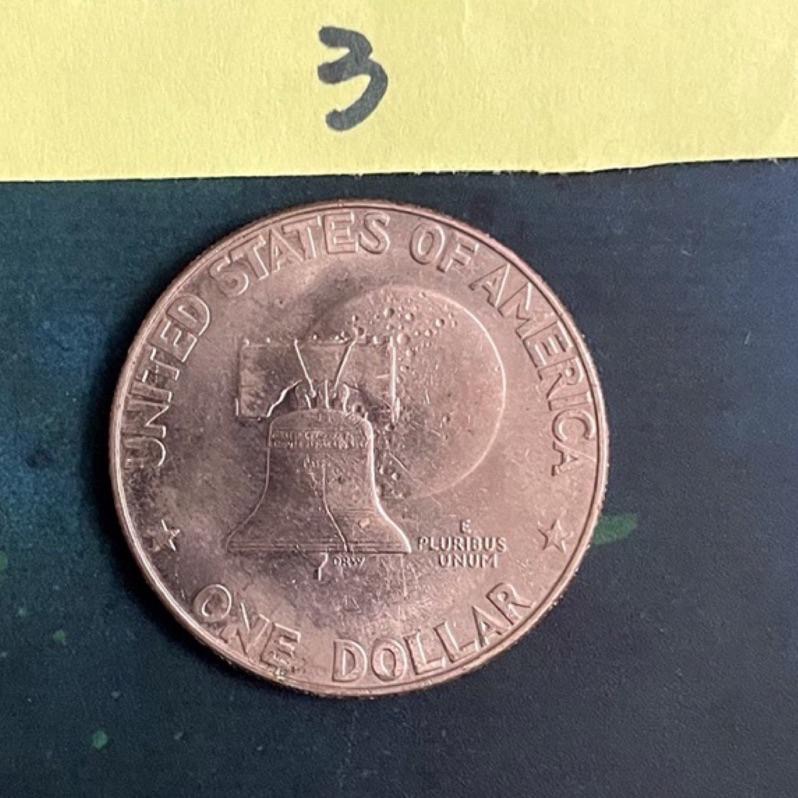 3
UNITED STATES OF AMERICA
E
PLURIBUS
UNUM
DRW
ONE DOLLAR